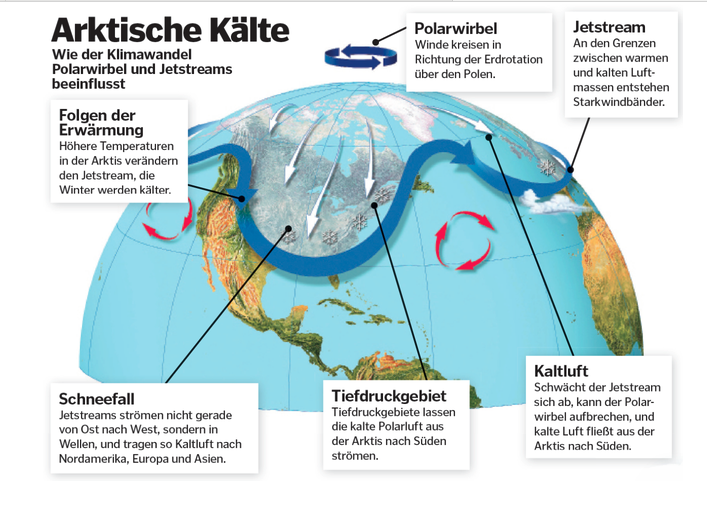 Arktische Kälte
Wie der Klimawandel
Polarwirbel und Jetstreams
beeinflusst
Polarwirbel
Winde kreisen in
Richtung der Erdrotation
über den Polen.
Jetstream
An den Grenzen
zwischen warmen
und kalten Luft-
massen entstehen
Starkwindbänder.
Folgen der
Erwärmung
Höhere Temperaturen
in der Arktis verändern
den Jetstream, die
Winter werden kälter.
Schneefall
Jetstreams strömen nicht gerade
von Ost nach West, sondern in
Wellen, und tragen so Kaltluft nach
Nordamerika, Europa und Asien.
Tiefdruckgebiet
Tiefdruckgebiete lassen
die kalte Polarluft aus
der Arktis nach Süden
strömen.
Kaltluft
Schwächt der Jetstream
sich ab, kann der Polar-
wirbel aufbrechen, und
kalte Luft fließt aus der
Arktis nach Süden.